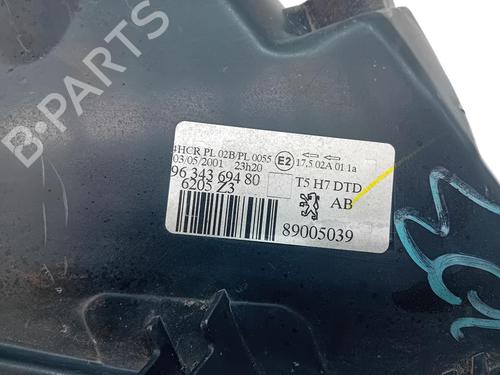 B-PARTS
HCR PL 02B/PL 0055 E2 17,5 02A 01 1a
03/05/2001 23h20
96 343 694 80 T5 H7 DTD
6205 Z3 AB
89005039